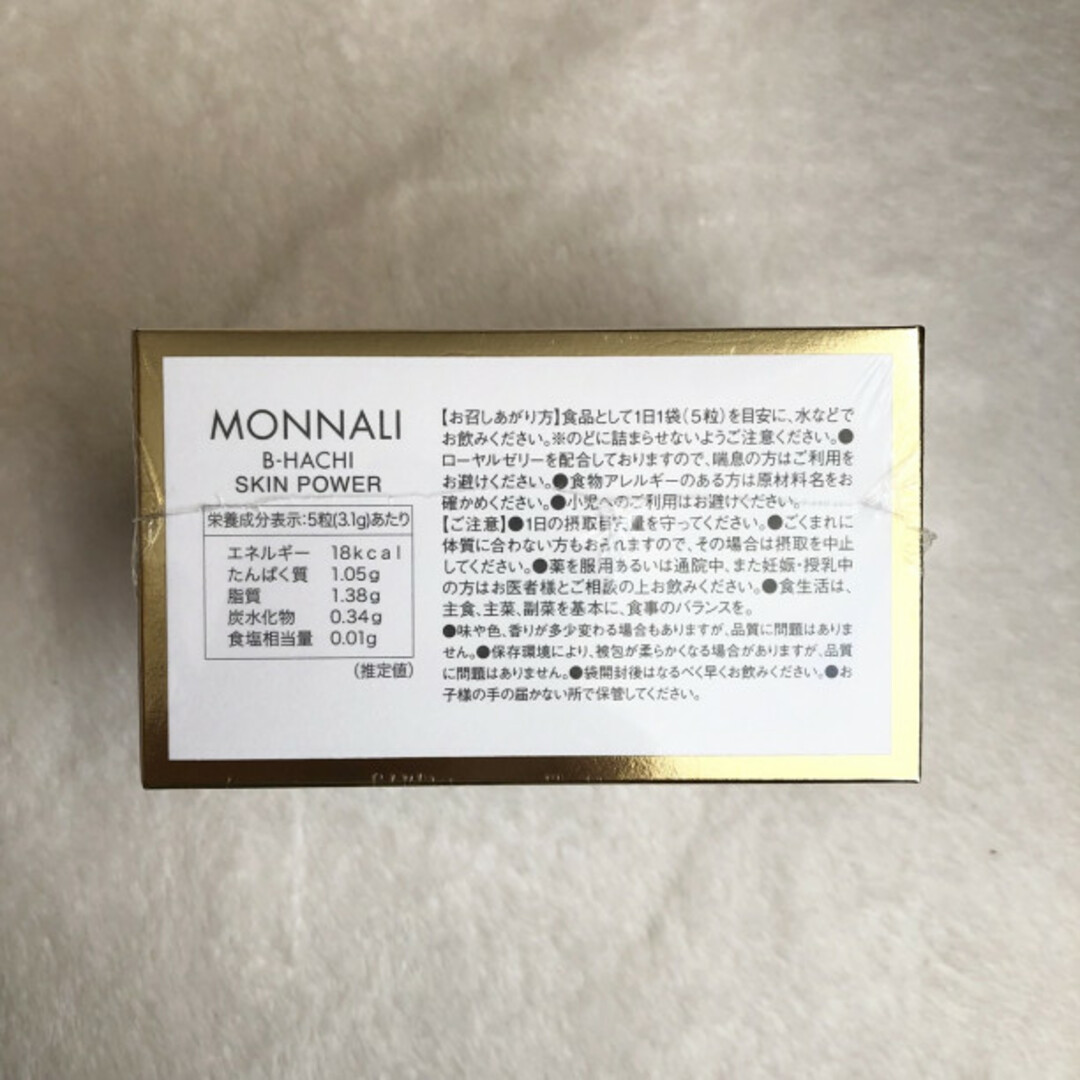 MONNALI
B-HACHI
SKIN POWER
栄養成分表示:5粒(3.1g)あたり
エネルギー 18kcal
たんぱく質 1.05g
脂質 1.38g
炭水化物 0.34g
食塩相当量 0.01g
(推定値)
【お召しあがり方】食品として1日1袋(5粒)を目安に、水などで
お飲みください。※のどに詰まらせないようご注意ください。●
ローヤルゼリーを配合しておりますので、喘息の方はご利用を
お避けください。●食物アレルギーのある方は原材料名をお
確かめください。●小児へのご利用はお避けください。
【ご注意】●1日の摂取目安量を守ってください。●ごくまれに
体質に合わない方もおられますので、その場合は摂取を中止
してください。●薬を服用あるいは通院中、また妊娠・授乳中
の方はお医者様とご相談の上お飲みください。●食生活は、
主食、主菜、副菜を基本に、食事のバランスを。
●味や色、香りが多少変わる場合もありますが、品質に問題はありま
せん。●保存環境により、被包が柔らかくなる場合がありますが、品質
に問題はありません。●袋開封後はなるべく早くお飲みください。●お
子様の手の届かない所で保管してください。